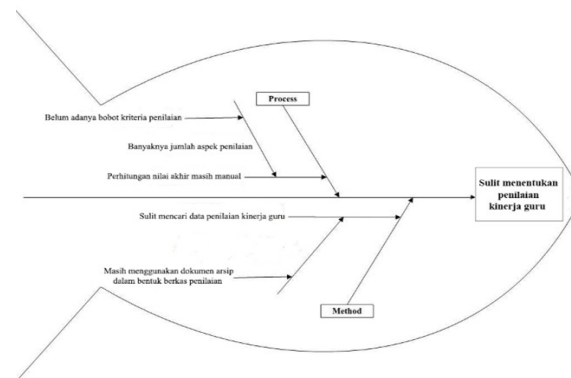 Process
Belum adanya bobot kriteria penilaian
Banyaknya jumlah aspek penilaian
Perhitungan nilai akhir masih manual
Sulit menentukan
penilaian
kinerja guru
Sulit mencari data penilaian kinerja guru
Masih menggunakan dokumen arsip
dalam bentuk berkas penilaian
Method